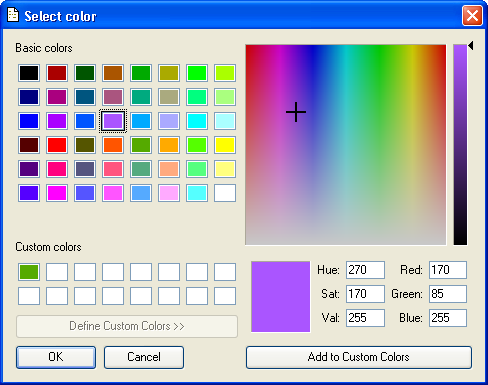 Select color
Basic colors
Custom colors
Hue: 270 Red: 170
Sat: 170 Green: 85
Val: 255 Blue: 255
Define Custom Colors >>
OK Cancel Add to Custom Colors